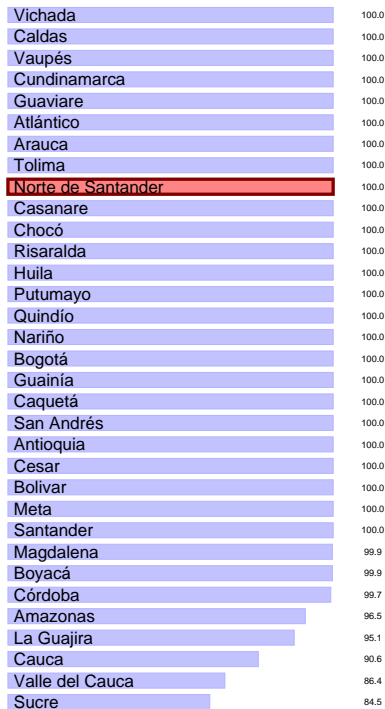 Vichada 100.0
Caldas 100.0
Vaupés 100.0
Cundinamarca 100.0
Guaviare 100.0
Atlántico 100.0
Arauca 100.0
Tolima 100.0
Norte de Santander 100.0
Casanare 100.0
Chocó 100.0
Risaralda 100.0
Huila 100.0
Putumayo 100.0
Quindío 100.0
Nariño 100.0
Bogotá 100.0
Guainía 100.0
Caquetá 100.0
San Andrés 100.0
Antioquia 100.0
Cesar 100.0
Bolivar 100.0
Meta 100.0
Santander 100.0
Magdalena 99.9
Boyacá 99.9
Córdoba 99.7
Amazonas 96.5
La Guajira 95.1
Cauca 90.6
Valle del Cauca 86.4
Sucre 84.5